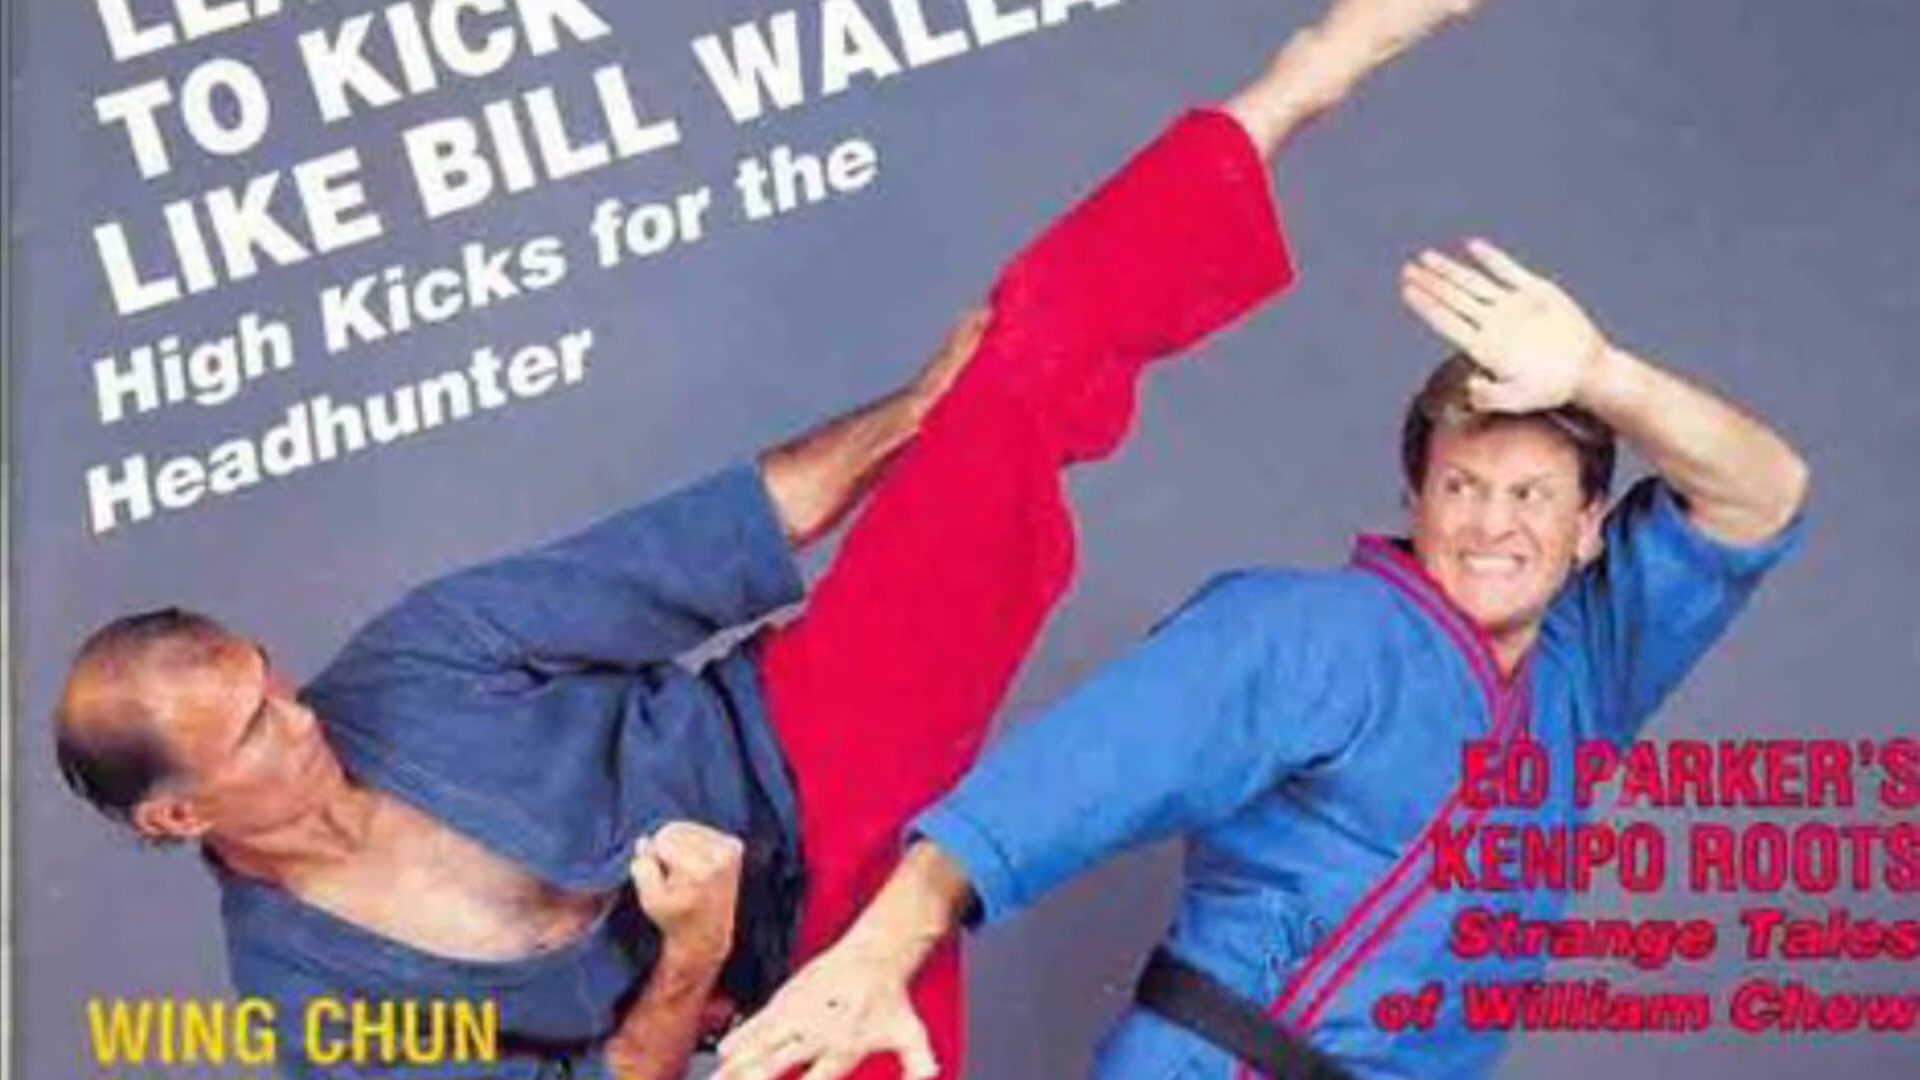 TO KICK
LIKE BILL
High Kicks for the
Headhunter
ED PARKER'S
KENPO ROOTS
Strange Tales
of William Chow
WING CHUN